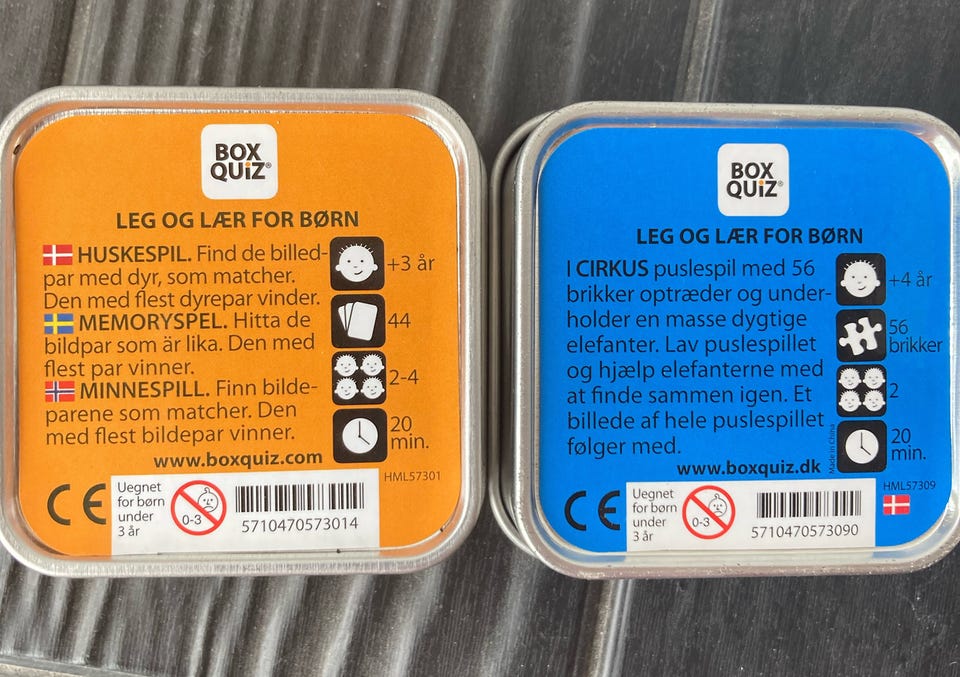 BOX
QUiZ®
LEG OG LÆR FOR BØRN
HUSKESPIL. Find de billed-
par med dyr, som matcher.
Den med flest dyrepar vinder.
MEMORYSPEL. Hitta de
bildpar som är lika. Den med
flest par vinner.
MINNESPILL. Finn bilde-
parene som matcher. Den
med flest bildepar vinner.
+3 år
44
2-4
20
min.
www.boxquiz.com
HML57301
CE
Uegnet
for børn
under
3 år
0-3
5710470573014
BOX
QUiZ®
LEG OG LÆR FOR BØRN
I CIRKUS puslespil med 56
brikker optræder og under-
holder en masse dygtige
elefanter. Lav puslespillet
og hjælp elefanterne med
at finde sammen igen. Et
billede af hele puslespillet
følger med.
+4 år
56
brikker
2
20
min.
Made in China
www.boxquiz.dk
HML57309
CE
Uegnet
for børn
under
3 år
0-3
5710470573090